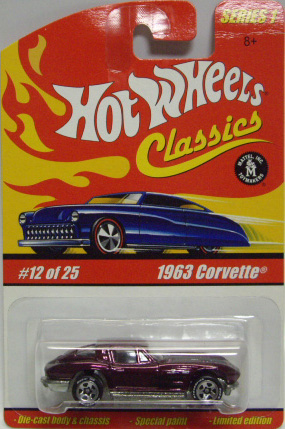 SERIES 1
8+
HOT WHEELS
Classics
MATTEL, INC.
M
TOYMAKERS
#12 of 25
1963 Corvette®
Die-cast body & chassis
Special paint
Limited edition